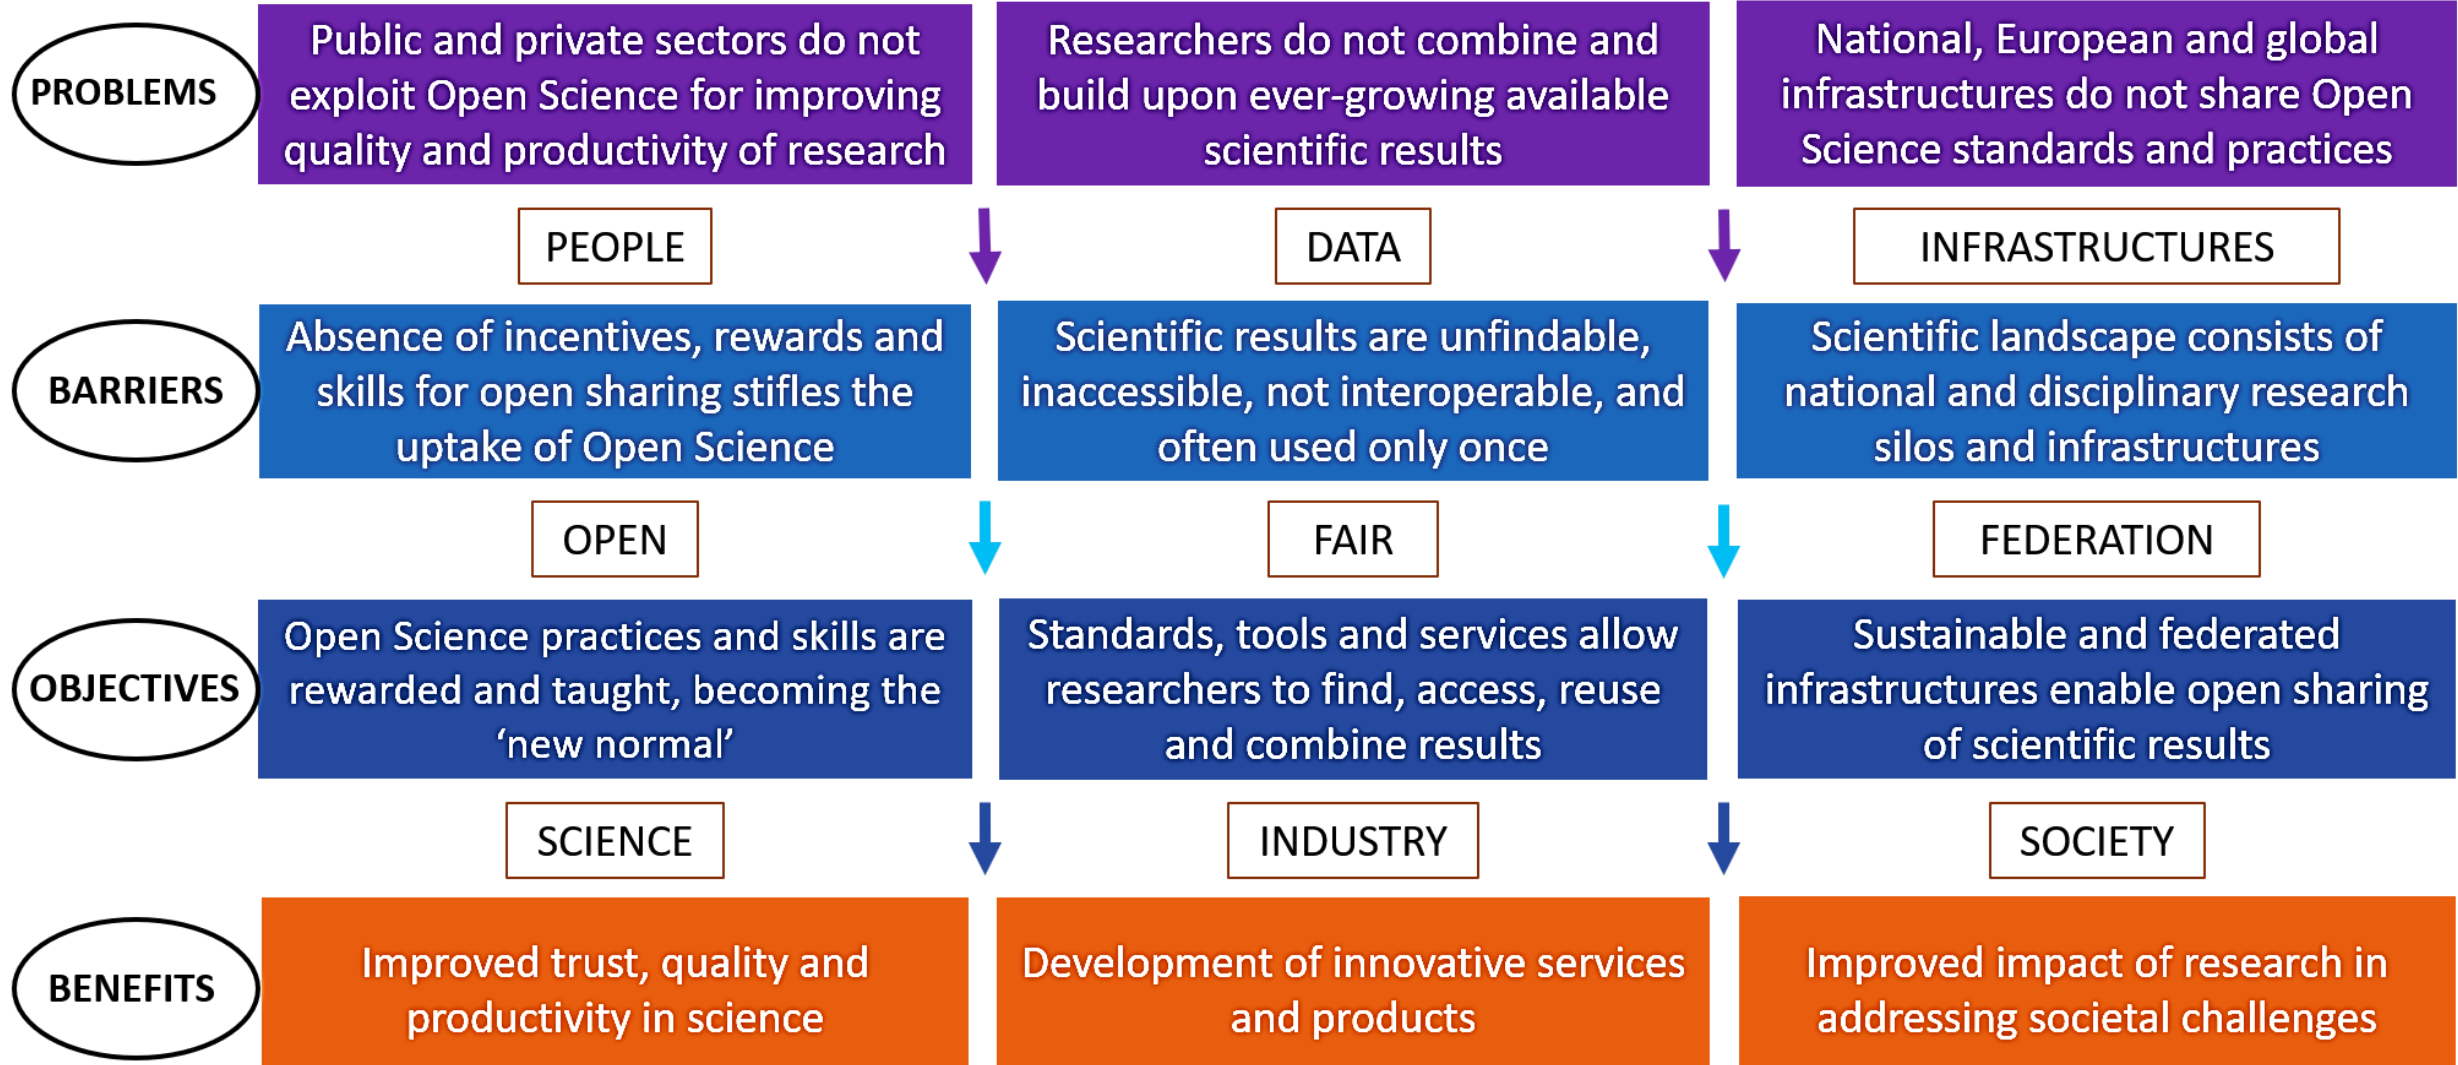 PROBLEMS
Public and private sectors do not
exploit Open Science for improving
quality and productivity of research
Researchers do not combine and
build upon ever-growing available
scientific results
National, European and global
infrastructures do not share Open
Science standards and practices
PEOPLE
DATA
INFRASTRUCTURES
BARRIERS
Absence of incentives, rewards and
skills for open sharing stifles the
uptake of Open Science
Scientific results are unfindable,
inaccessible, not interoperable, and
often used only once
Scientific landscape consists of
national and disciplinary research
silos and infrastructures
OPEN
FAIR
FEDERATION
OBJECTIVES
Open Science practices and skills are
rewarded and taught, becoming the
‘new normal’
Standards, tools and services allow
researchers to find, access, reuse
and combine results
Sustainable and federated
infrastructures enable open sharing
of scientific results
SCIENCE
INDUSTRY
SOCIETY
BENEFITS
Improved trust, quality and
productivity in science
Development of innovative services
and products
Improved impact of research in
addressing societal challenges